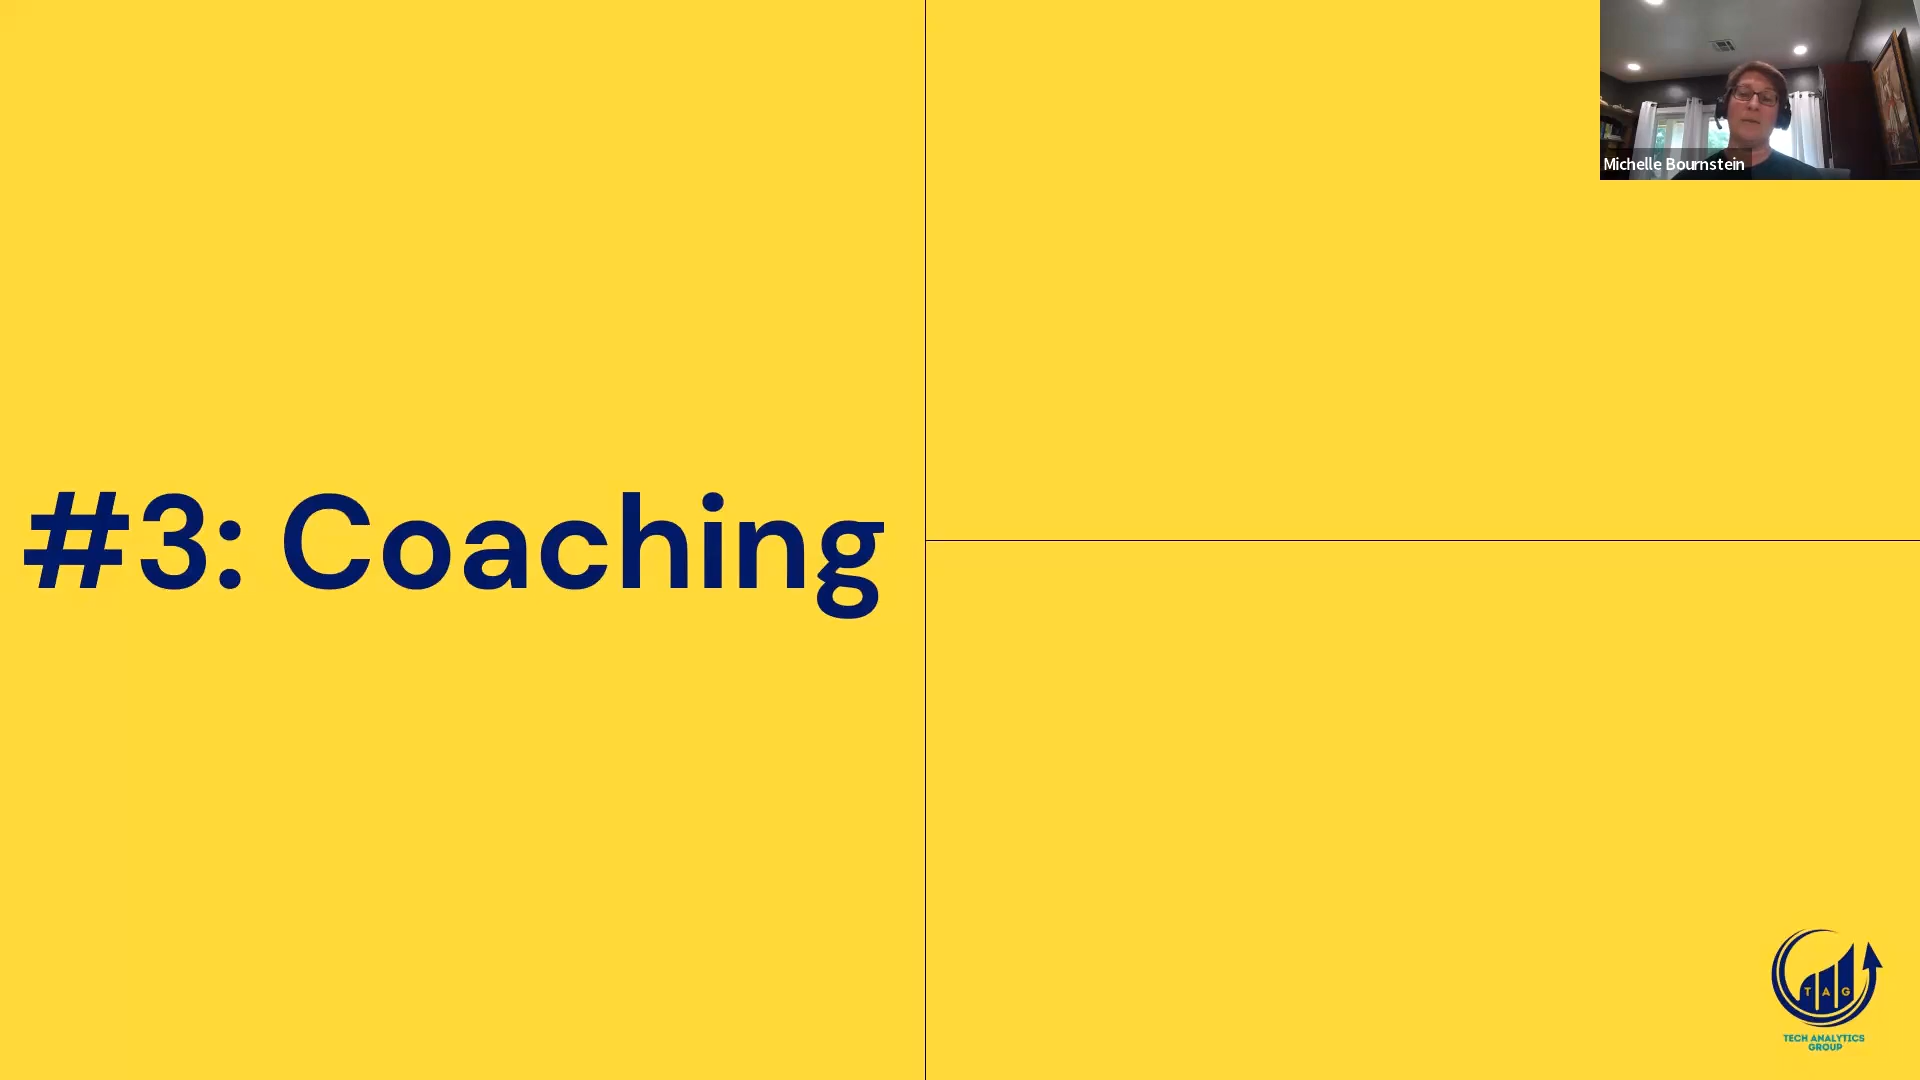 Michelle Bournstein
#3: Coaching
T A G
TECH ANALYTICS
GROUP